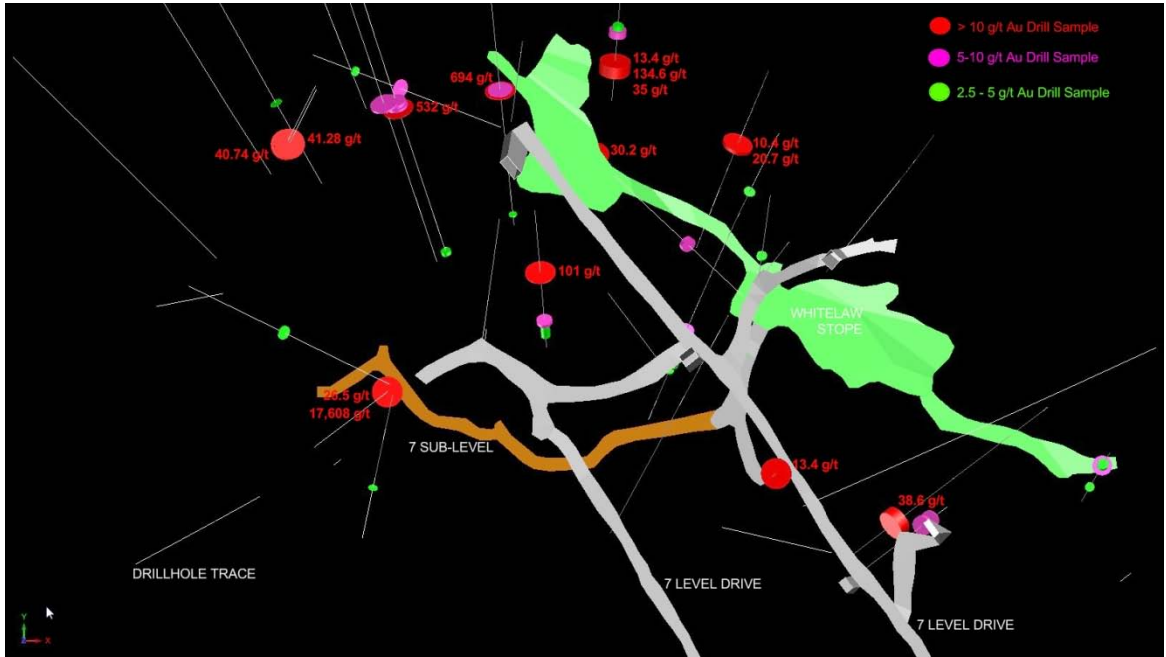 > 10 g/t Au Drill Sample
5-10 g/t Au Drill Sample
2.5 - 5 g/t Au Drill Sample
13.4 g/t
134.6 g/t
35 g/t
694 g/t
532 g/t
41.28 g/t
40.74 g/t
30.2 g/t
10.4 g/t
20.7 g/t
101 g/t
WHITELAW
STOPE
26.5 g/t
17,608 g/t
7 SUB-LEVEL
13.4 g/t
38.6 g/t
DRILLHOLE TRACE
7 LEVEL DRIVE
7 LEVEL DRIVE
Y
X